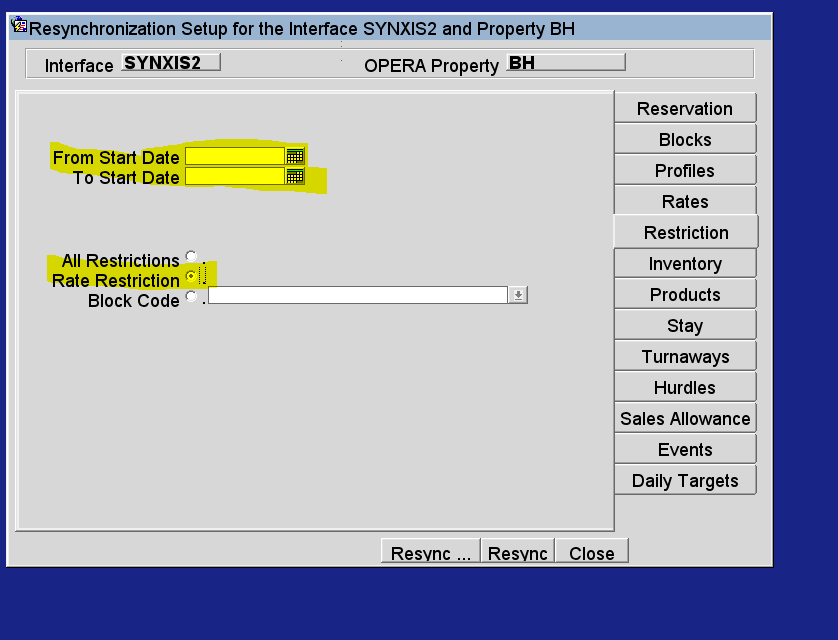 Resynchronization Setup for the Interface SYNXIS2 and Property BH
Interface SYNXIS2 OPERA Property BH
From Start Date
To Start Date
All Restrictions .
Rate Restriction .
Block Code .
Reservation
Blocks
Profiles
Rates
Restriction
Inventory
Products
Stay
Turnaways
Hurdles
Sales Allowance
Events
Daily Targets
Resync ... Resync Close